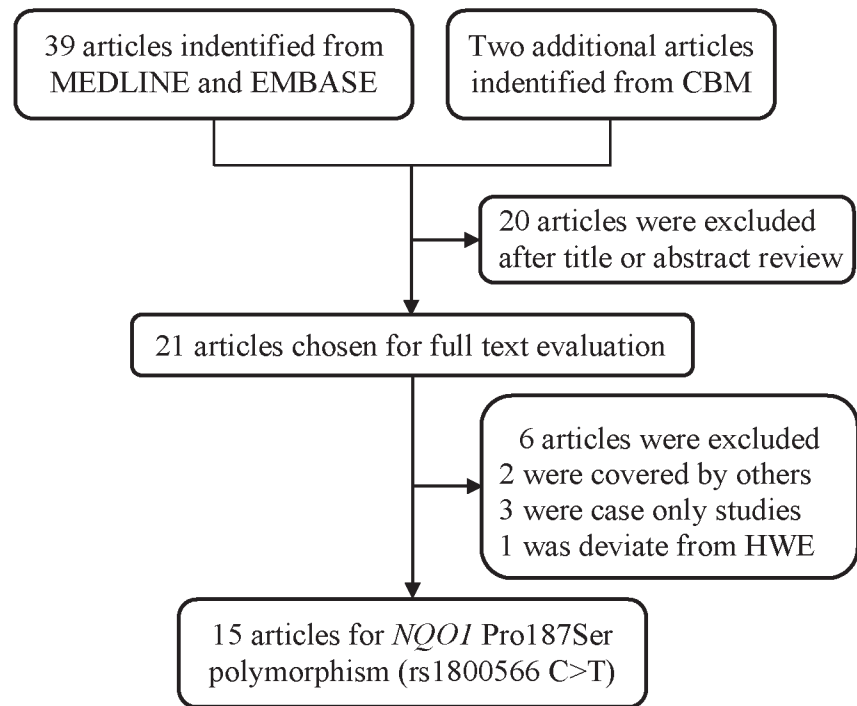 39 articles indentified from
MEDLINE and EMBASE
Two additional articles
indentified from CBM
20 articles were excluded
after title or abstract review
21 articles chosen for full text evaluation
6 articles were excluded
2 were covered by others
3 were case only studies
1 was deviate from HWE
15 articles for NQO1 Pro187Ser
polymorphism (rs1800566 C>T)